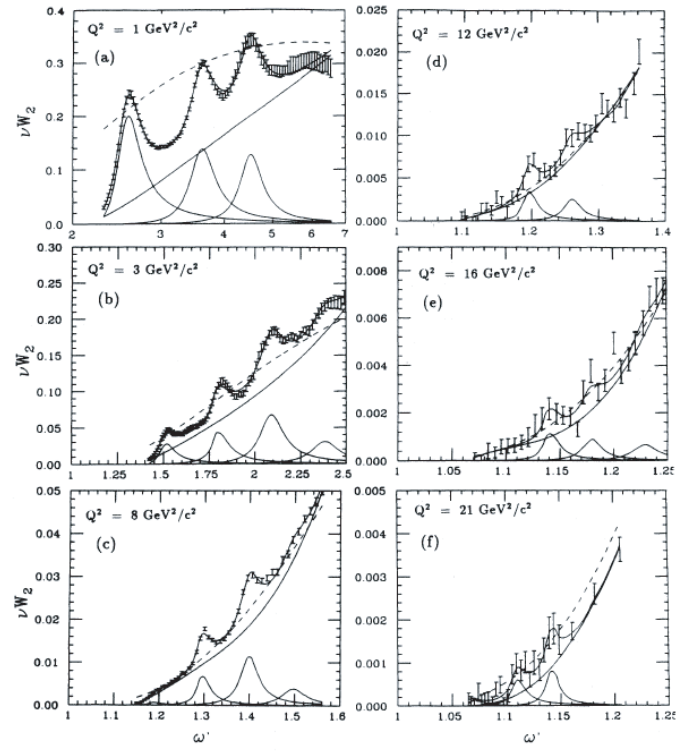 Q² = 1 GeV²/c²
(a)
νW₂
0.4
0.3
0.2
0.1
0.0
2 3 4 5 6 7
Q² = 12 GeV²/c²
(d)
0.025
0.020
0.015
0.010
0.005
0.000
1 1.1 1.2 1.3 1.4
Q² = 3 GeV²/c²
(b)
νW₂
0.30
0.25
0.20
0.15
0.10
0.05
0.00
1 1.25 1.5 1.75 2 2.25 2.5
Q² = 16 GeV²/c²
(e)
0.008
0.006
0.004
0.002
0.000
1 1.05 1.1 1.15 1.2 1.25
Q² = 8 GeV²/c²
(c)
νW₂
0.05
0.04
0.03
0.02
0.01
0.00
1 1.1 1.2 1.3 1.4 1.5 1.6
ω'
Q² = 21 GeV²/c²
(f)
0.005
0.004
0.003
0.002
0.001
0.000
1 1.05 1.1 1.15 1.2 1.25
ω'